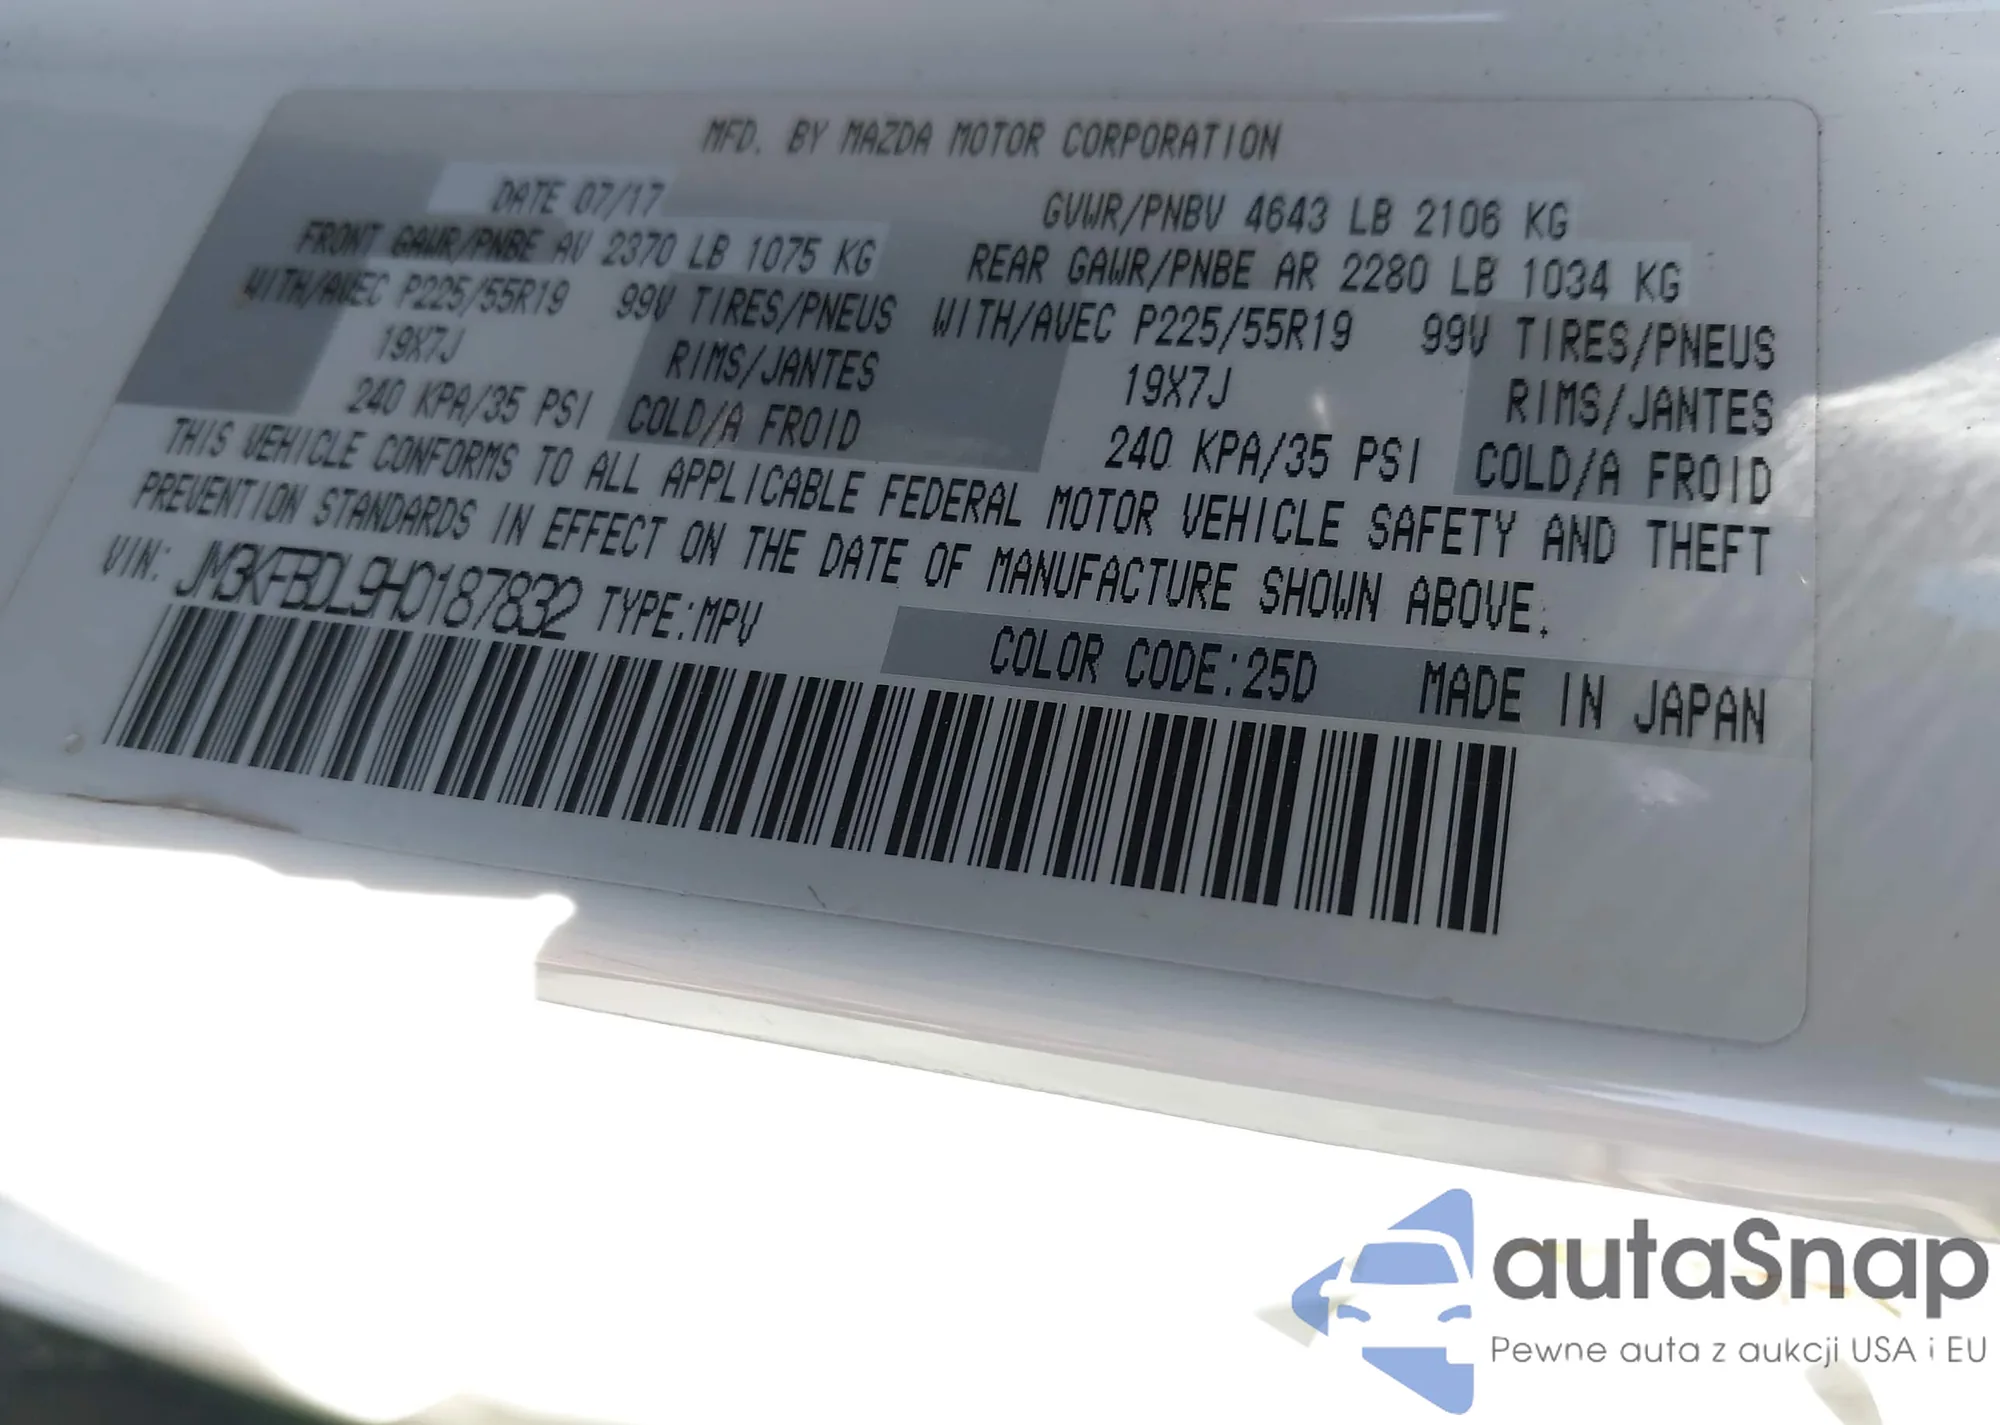 MFD. BY MAZDA MOTOR CORPORATION
DATE 07/17 GVWR/PNBV 4643 LB 2106 KG
FRONT GAWR/PNBE AV 2370 LB 1075 KG REAR GAWR/PNBE AR 2280 LB 1034 KG
WITH/AVEC P225/55R19 99V TIRES/PNEUS WITH/AVEC P225/55R19 99V TIRES/PNEUS
19X7J RIMS/JANTES 19X7J RIMS/JANTES
240 KPA/35 PSI COLD/A FROID 240 KPA/35 PSI COLD/A FROID
THIS VEHICLE CONFORMS TO ALL APPLICABLE FEDERAL MOTOR VEHICLE SAFETY AND THEFT
PREVENTION STANDARDS IN EFFECT ON THE DATE OF MANUFACTURE SHOWN ABOVE.
VIN: JM3KFBDL9H0187832 TYPE:MPV
COLOR CODE:25D MADE IN JAPAN
autaSnap
Pewne auta z aukcji USA i EU